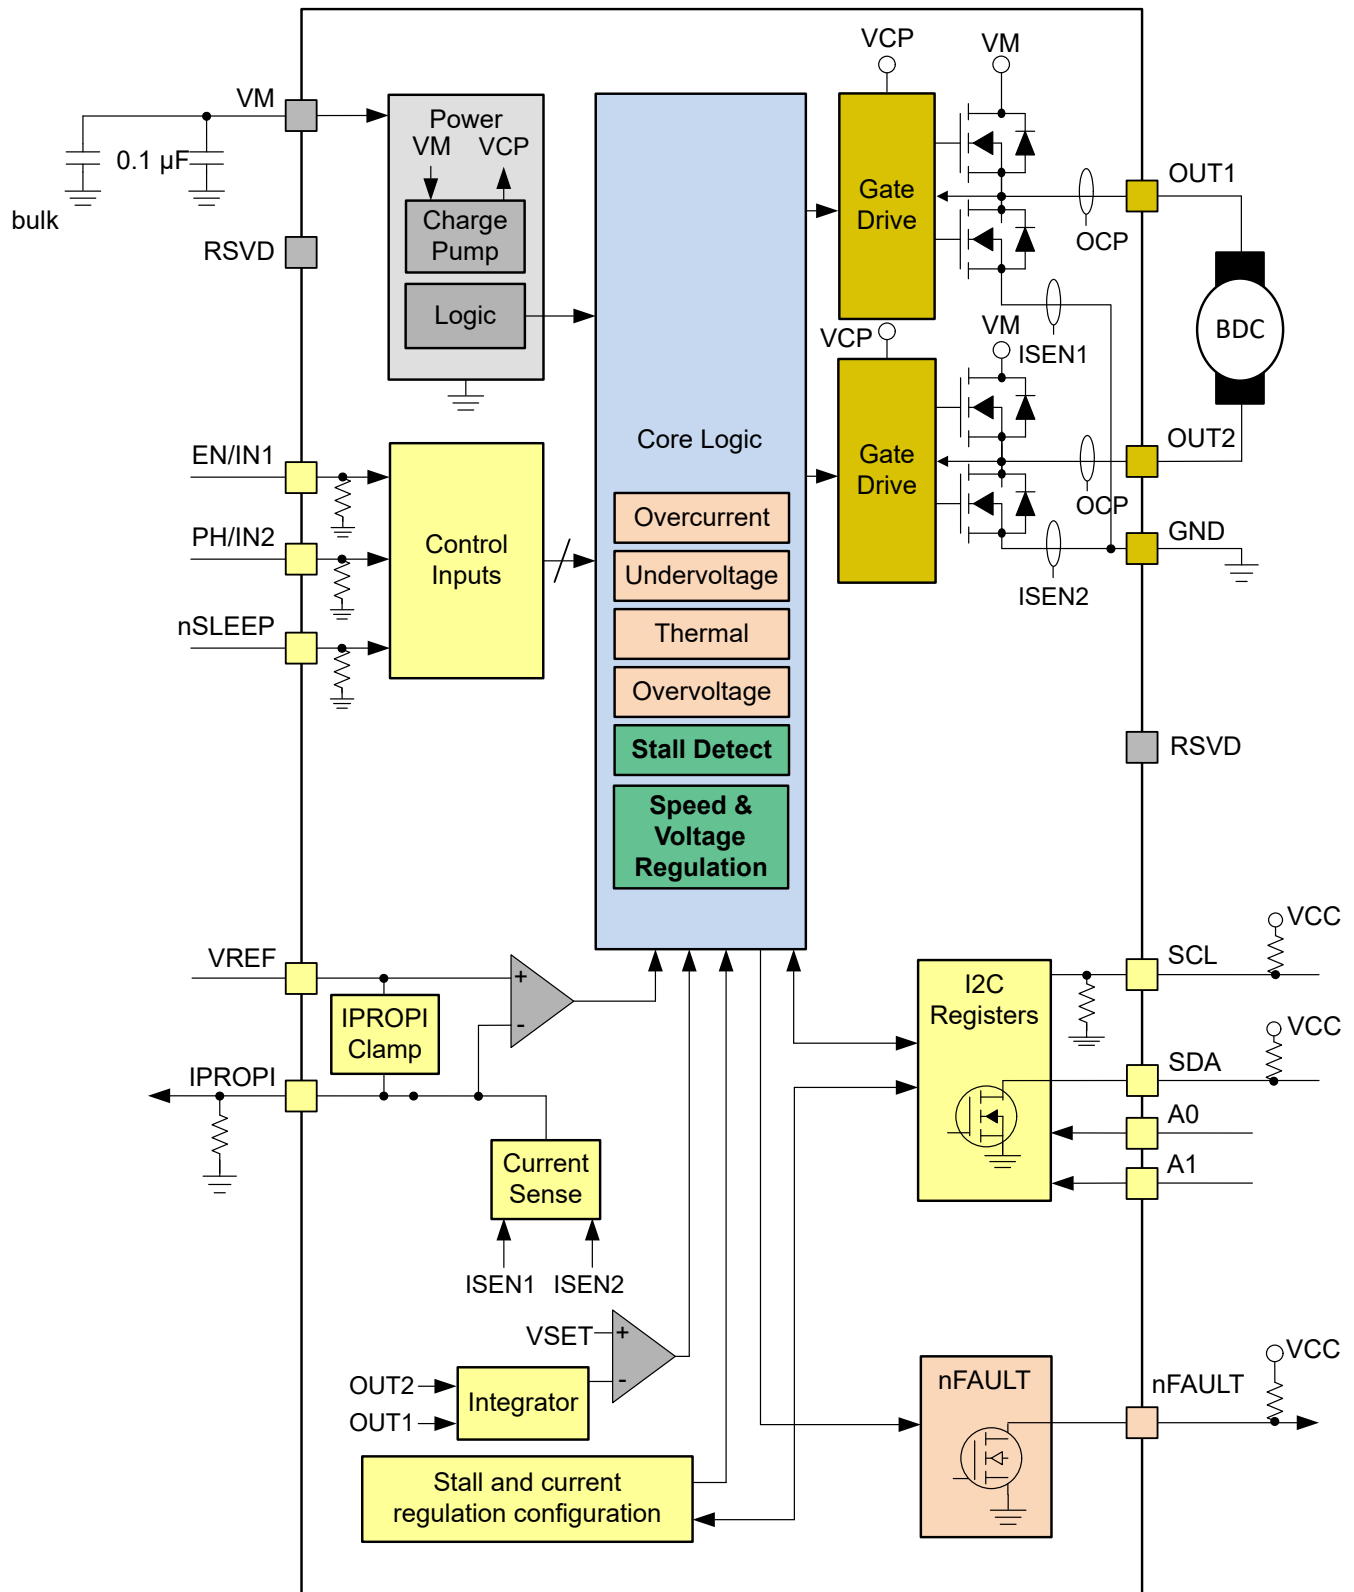 VCP
VM
VM
Power
VM
VCP
0.1 µF
bulk
Charge
Pump
Logic
RSVD
Gate
Drive
OUT1
OCP
VCP
VM
ISEN1
BDC
EN/IN1
PH/IN2
nSLEEP
Control
Inputs
Core Logic
Overcurrent
Undervoltage
Thermal
Overvoltage
Stall Detect
Speed &
Voltage
Regulation
Gate
Drive
OUT2
OCP
GND
ISEN2
RSVD
VREF
+
-
IPROPI
Clamp
IPROPI
Current
Sense
ISEN1
ISEN2
VCC
SCL
I2C
Registers
VCC
SDA
A0
A1
VSET
+
-
OUT2
OUT1
Integrator
Stall and current
regulation configuration
nFAULT
nFAULT
VCC